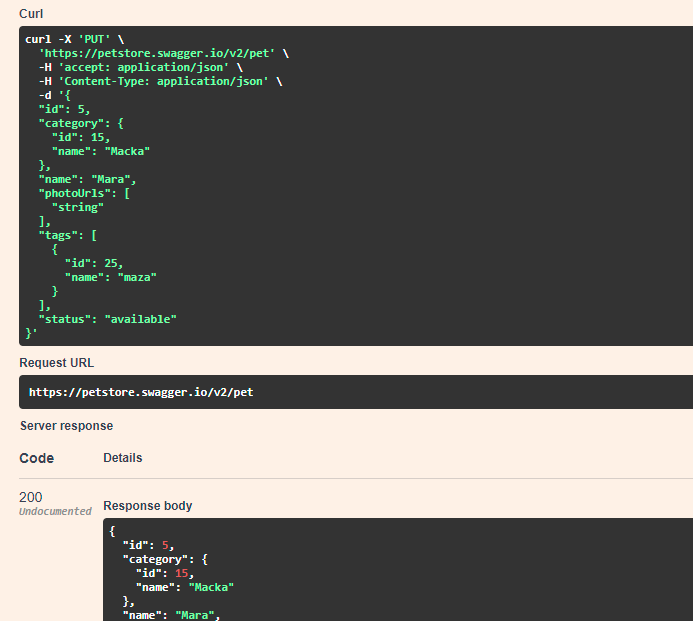 Curl
curl -X 'PUT' \
  'https://petstore.swagger.io/v2/pet' \
  -H 'accept: application/json' \
  -H 'Content-Type: application/json' \
  -d '{
  "id": 5,
  "category": {
    "id": 15,
    "name": "Macka"
  },
  "name": "Mara",
  "photoUrls": [
    "string"
  ],
  "tags": [
    {
      "id": 25,
      "name": "maza"
    }
  ],
  "status": "available"
}'
Request URL
https://petstore.swagger.io/v2/pet
Server response
Code Details
200
Undocumented
Response body
{
  "id": 5,
  "category": {
    "id": 15,
    "name": "Macka"
  },
  "name": "Mara",